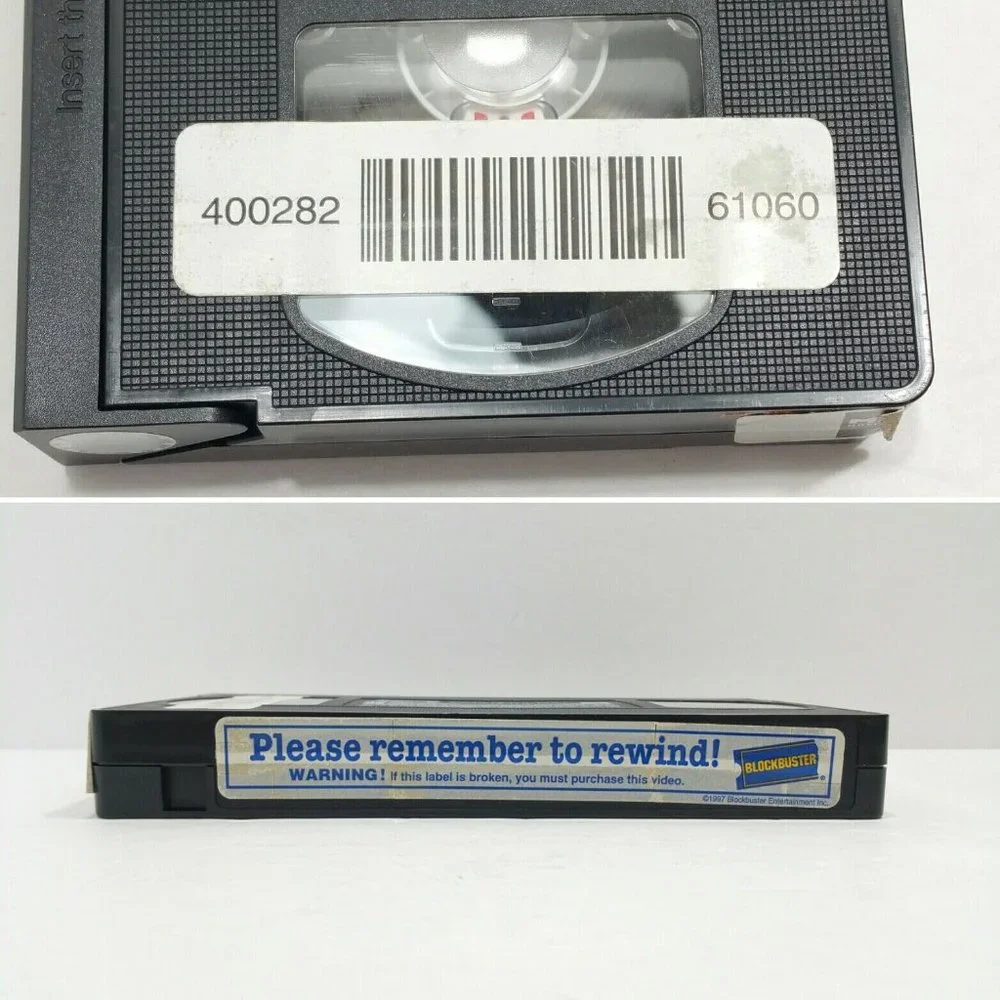 Insert th
400282 61060
Please remember to rewind!
WARNING! If this label is broken, you must purchase this video.
BLOCKBUSTER®
©1997 Blockbuster Entertainment Inc.